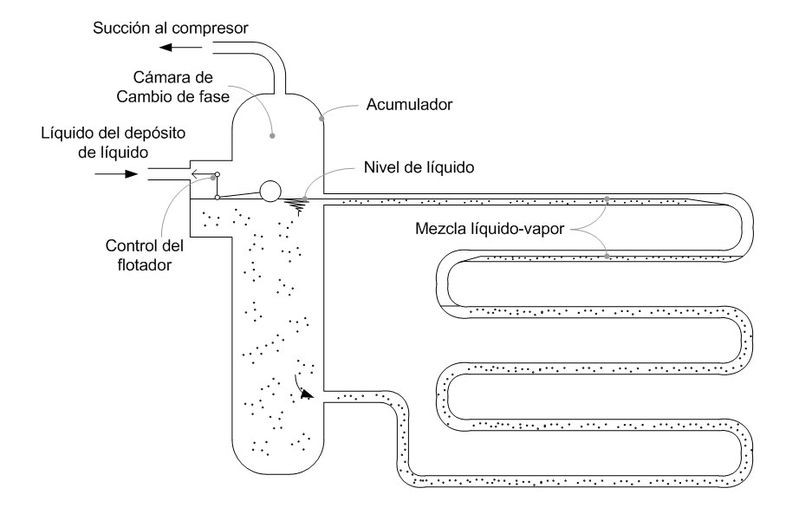 Succión al compresor
Cámara de
Cambio de fase
Acumulador
Líquido del depósito
de líquido
Nivel de líquido
Mezcla líquido-vapor
Control del
flotador